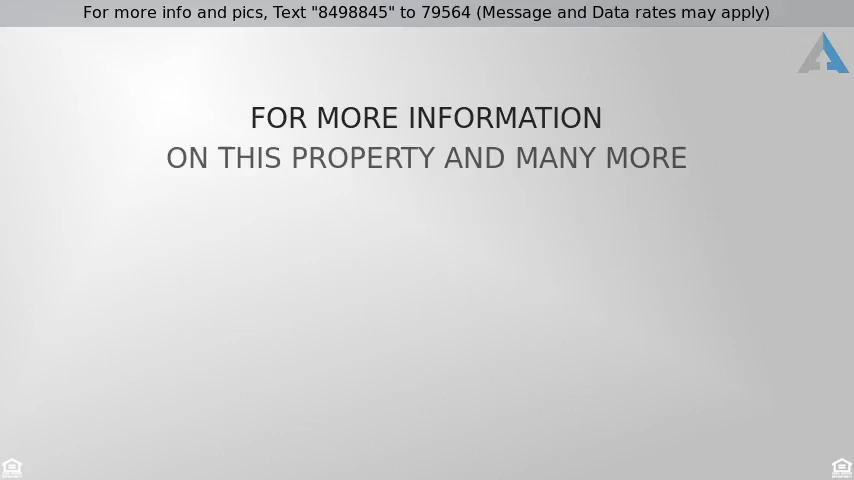 For more info and pics, Text "8498845" to 79564 (Message and Data rates may apply)
FOR MORE INFORMATION
ON THIS PROPERTY AND MANY MORE